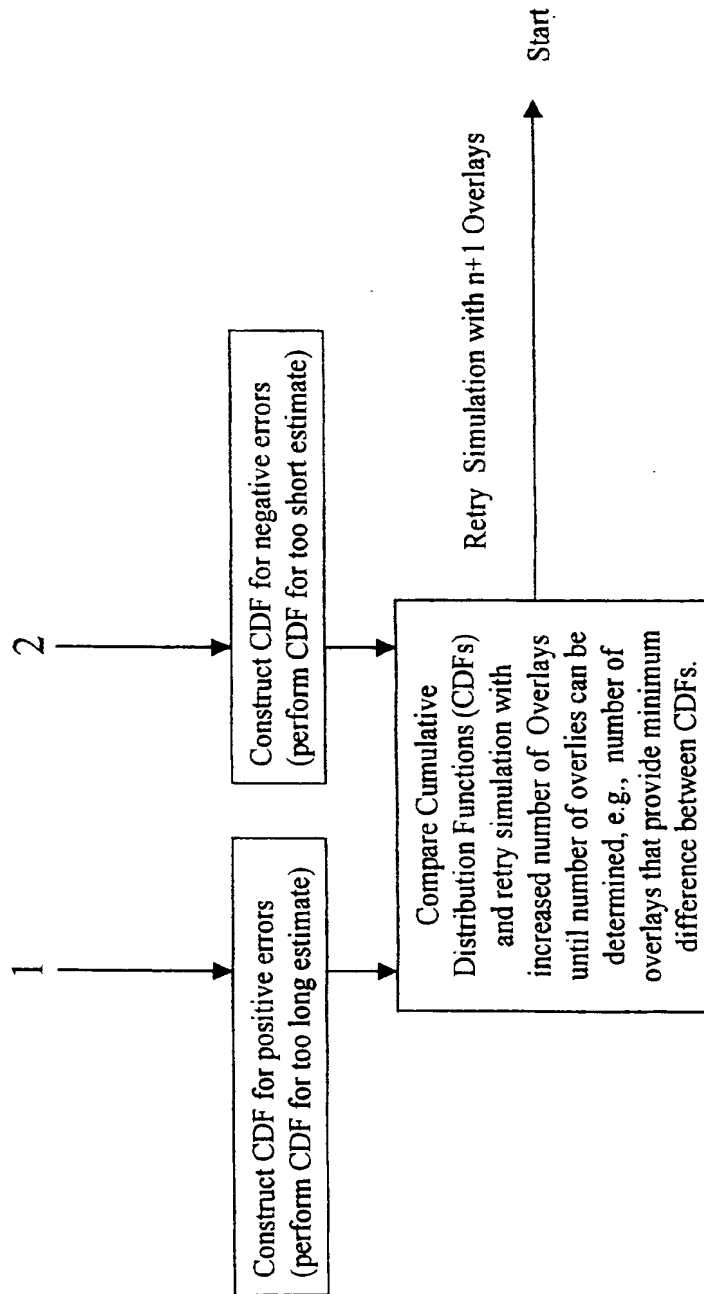 1
2
Construct CDF for positive errors
(perform CDF for too long estimate)
Construct CDF for negative errors
(perform CDF for too short estimate)
Compare Cumulative
Distribution Functions (CDFs)
and retry simulation with
increased number of Overlays
until number of overlies can be
determined, e.g., number of
overlays that provide minimum
difference between CDFs.
Retry Simulation with n+1 Overlays
Start